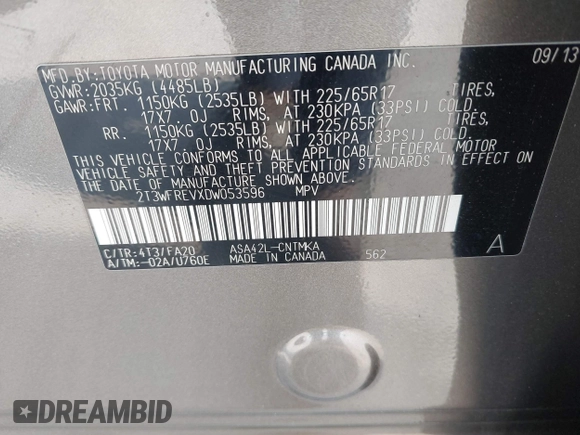 MFD.BY:TOYOTA MOTOR MANUFACTURING CANADA INC. 09/13
GVWR:2035KG (4485LB)
GAWR:FRT. 1150KG (2535LB) WITH 225/65R17 TIRES,
17X7.0J RIMS, AT 230KPA (33PSI) COLD.
RR. 1150KG (2535LB) WITH 225/65R17 TIRES,
17X7.0J RIMS, AT 230KPA (33PSI) COLD.
THIS VEHICLE CONFORMS TO ALL APPLICABLE FEDERAL MOTOR
VEHICLE SAFETY AND THEFT PREVENTION STANDARDS IN EFFECT ON
THE DATE OF MANUFACTURE SHOWN ABOVE.
2T3WFREVXDW053596 MPV
C/TR:4T3/FA20 ASA42L-CNTMKA A
A/TM:-02A/U760E MADE IN CANADA 562
DREAMBID